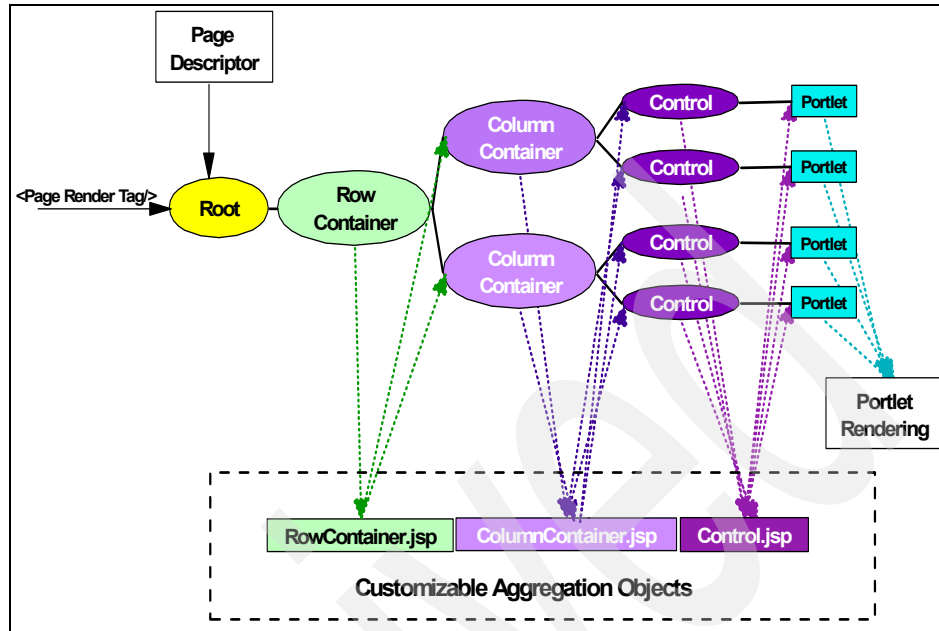 Page
Descriptor
<Page Render Tag/>
Root
Row
Container
Column
Container
Column
Container
Control
Control
Control
Control
Portlet
Portlet
Portlet
Portlet
Portlet
Rendering
RowContainer.jsp
ColumnContainer.jsp
Control.jsp
Customizable Aggregation Objects